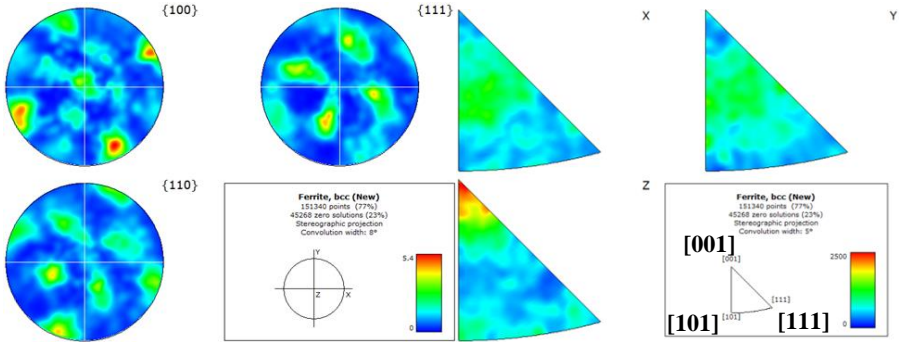 {100}
{111}
X
Y
{110}
Z
Ferrite, bcc (New)
151340 points (77%)
45268 zero solutions (23%)
Stereographic projection
Convolution width: 8°
5.4
0
Y
Z
X
Ferrite, bcc (New)
151340 points (77%)
45268 zero solutions (23%)
Stereographic projection
Convolution width: 5°
2500
0
[001]
[001]
[111]
[101]
[101]
[111]